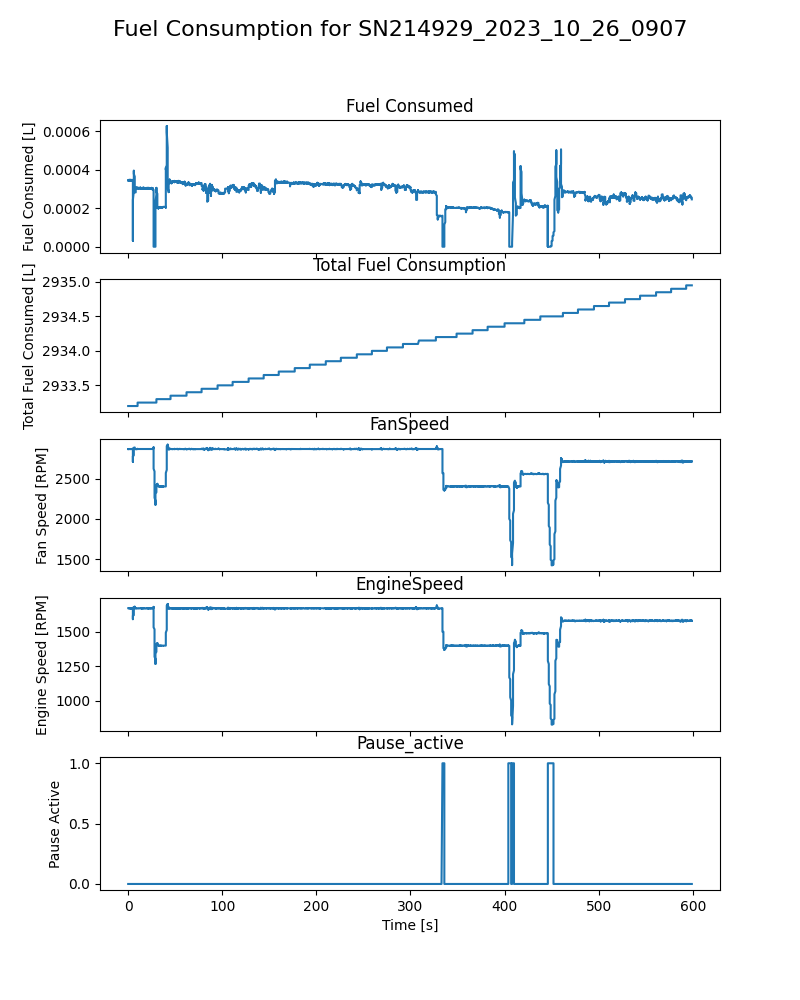 Fuel Consumption for SN214929_2023_10_26_0907
Fuel Consumed
Fuel Consumed [L]
0.0006
0.0004
0.0002
0.0000
Total Fuel Consumption
Total Fuel Consumed [L]
2935.0
2934.5
2934.0
2933.5
FanSpeed
Fan Speed [RPM]
2500
2000
1500
EngineSpeed
Engine Speed [RPM]
1500
1250
1000
Pause_active
Pause Active
1.0
0.5
0.0
0 100 200 300 400 500 600
Time [s]